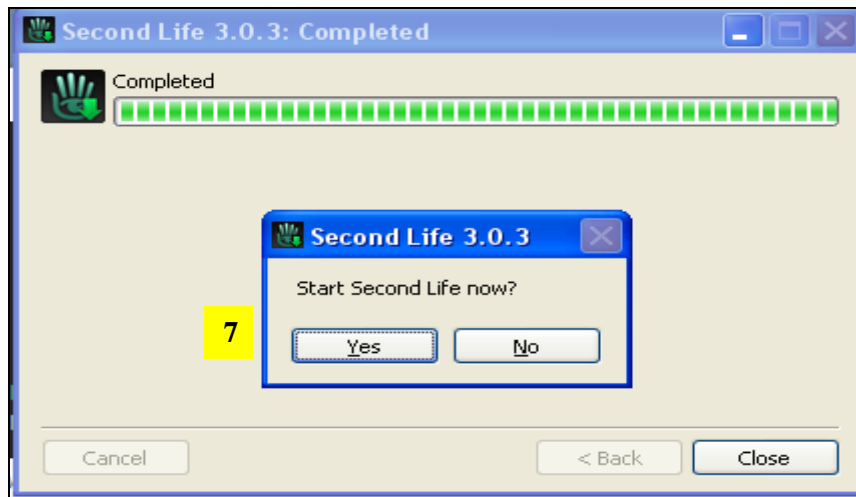 Second Life 3.0.3: Completed
Completed
Second Life 3.0.3
Start Second Life now?
7
Yes No
Cancel < Back Close